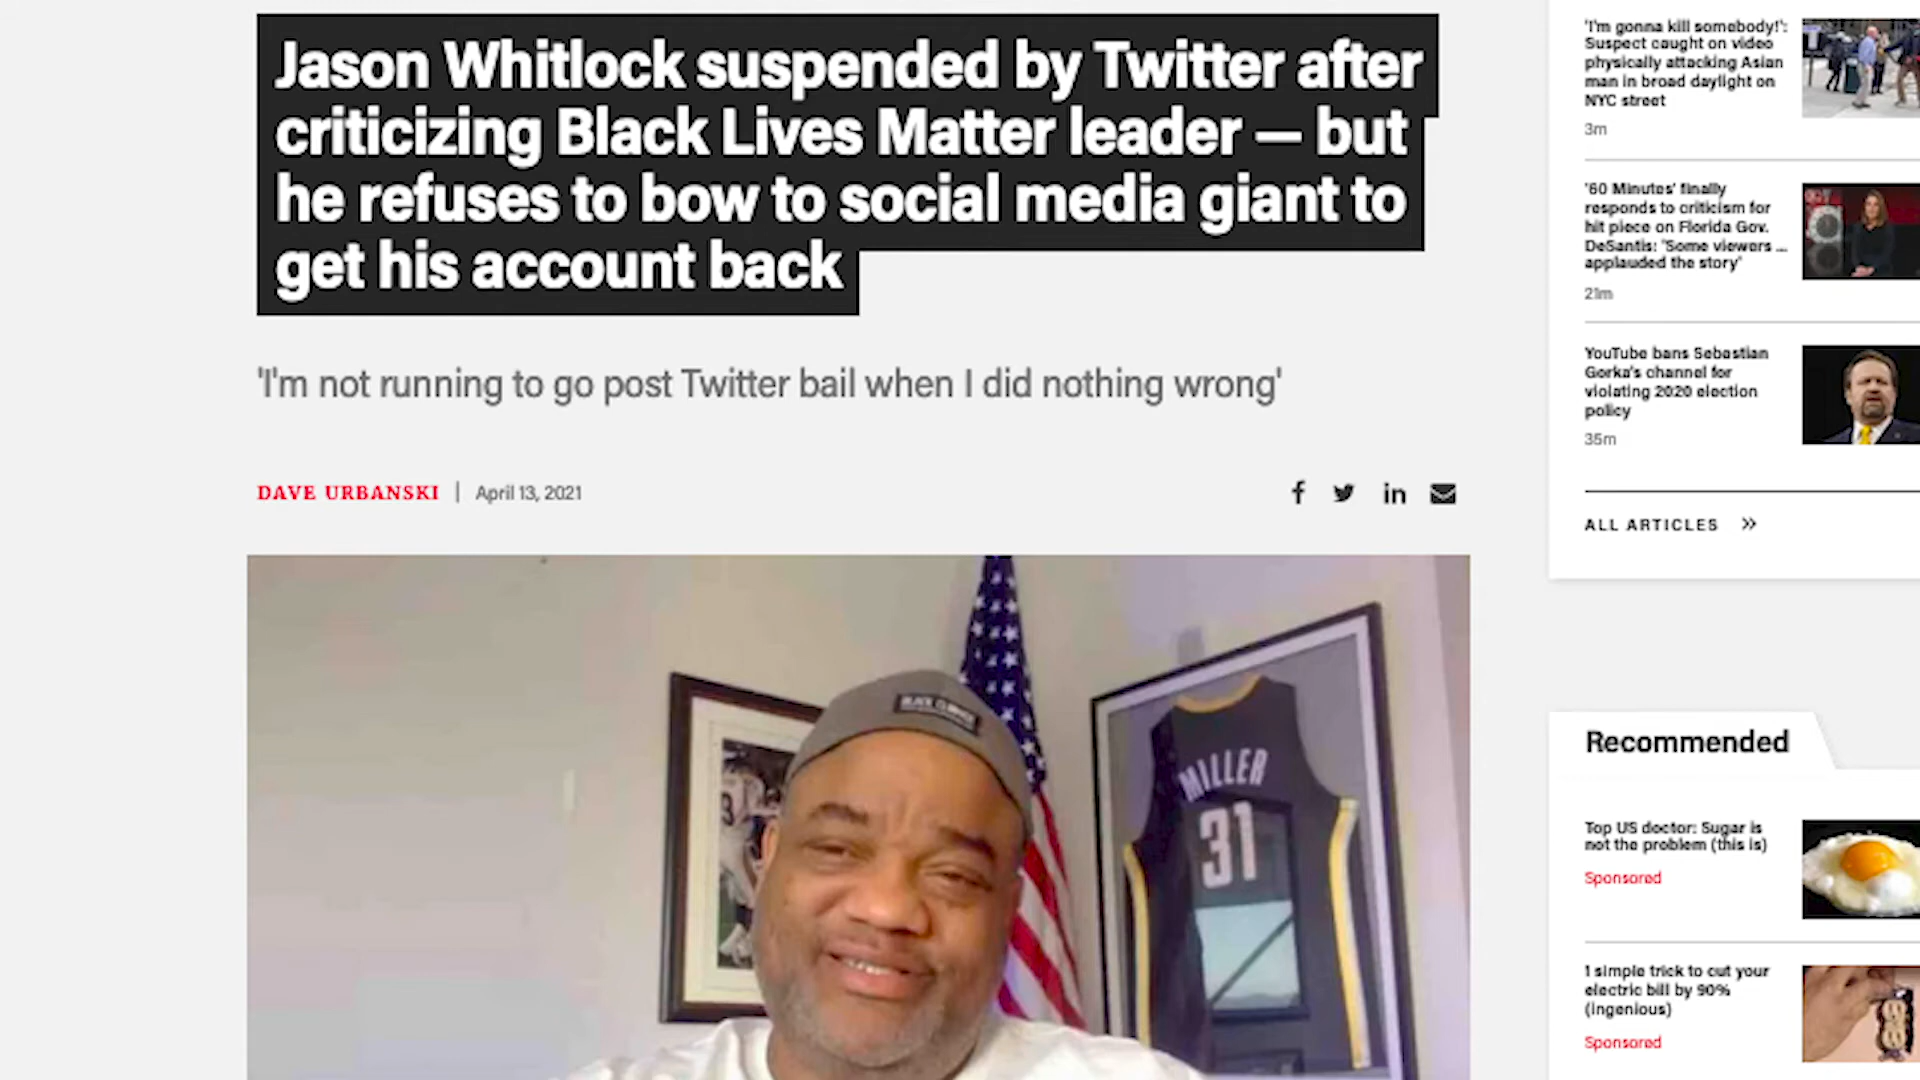 Jason Whitlock suspended by Twitter after
criticizing Black Lives Matter leader — but
he refuses to bow to social media giant to
get his account back
'I'm not running to go post Twitter bail when I did nothing wrong'
DAVE URBANSKI | April 13, 2021
f in
MILLER
31
'I'm gonna kill somebody!':
Suspect caught on video
physically attacking Asian
man in broad daylight on
NYC street
3m
'60 Minutes' finally
responds to criticism for
hit piece on Florida Gov.
DeSantis: 'Some viewers ...
applauded the story'
21m
YouTube bans Sebastian
Gorka's channel for
violating 2020 election
policy
35m
ALL ARTICLES »
Recommended
Top US doctor: Sugar is
not the problem (this is)
Sponsored
1 simple trick to cut your
electric bill by 90%
(ingenious)
Sponsored